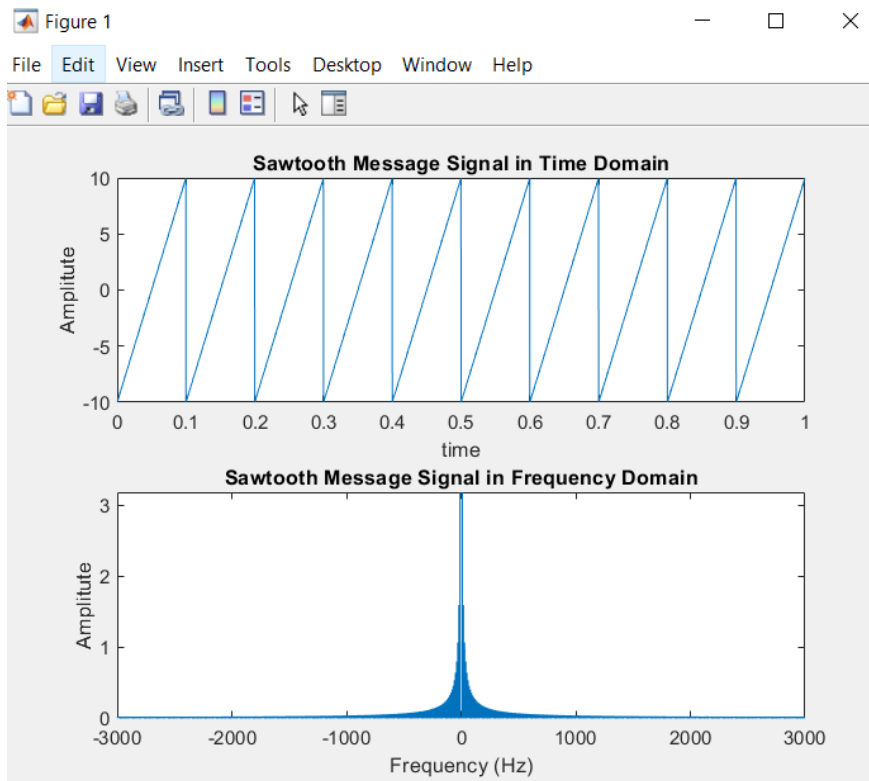 Figure 1
File Edit View Insert Tools Desktop Window Help
Sawtooth Message Signal in Time Domain
10
5
0
-5
-10
Amplitute
0 0.1 0.2 0.3 0.4 0.5 0.6 0.7 0.8 0.9 1
time
Sawtooth Message Signal in Frequency Domain
3
2
1
0
Amplitute
-3000 -2000 -1000 0 1000 2000 3000
Frequency (Hz)